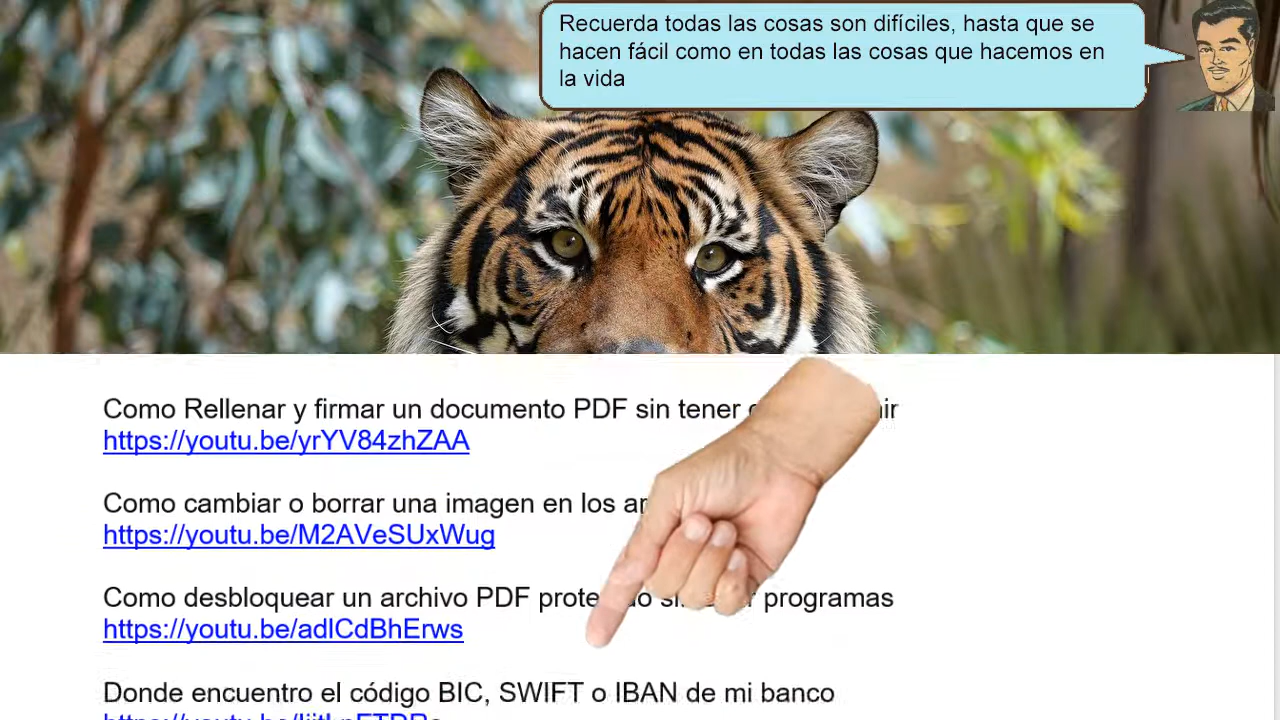 Recuerda todas las cosas son difíciles, hasta que se
hacen fácil como en todas las cosas que hacemos en
la vida
Como Rellenar y firmar un documento PDF sin tener
https://youtu.be/yrYV84zhZAA
Como cambiar o borrar una imagen en los
https://youtu.be/M2AVeSUxWug
Como desbloquear un archivo PDF programas
https://youtu.be/adlCdBhErws
Donde encuentro el código BIC, SWIFT o IBAN de mi banco